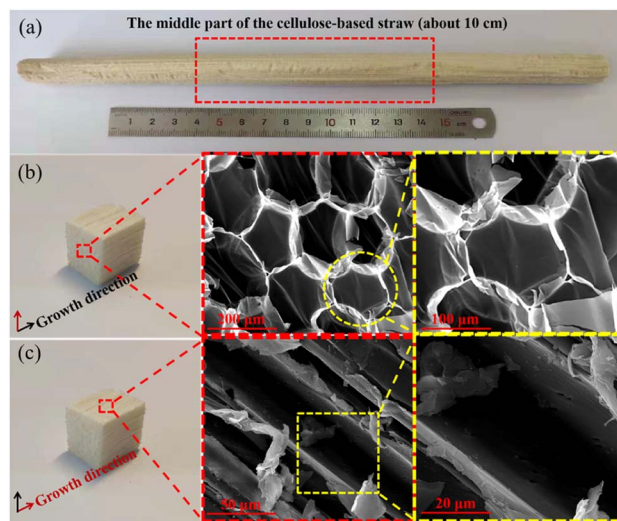 (a)
The middle part of the cellulose-based straw (about 10 cm)
1 2 3 4 5 6 7 8 9 10 11 12 13 14 15
(b)
Growth direction
200 μm
100 μm
(c)
Growth direction
50 μm
20 μm